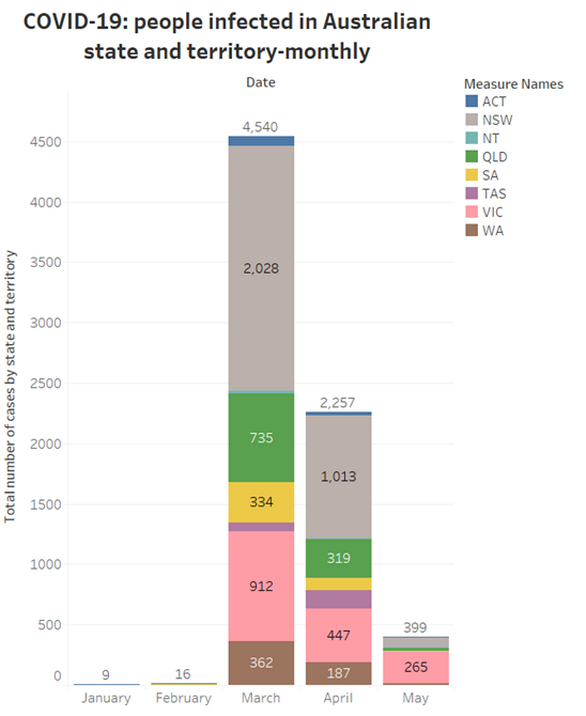 COVID-19: people infected in Australian
state and territory-monthly
Date
Measure Names
ACT
NSW
NT
QLD
SA
TAS
VIC
WA
Total number of cases by state and territory
4500
4000
3500
3000
2500
2000
1500
1000
500
0
9
16
4,540
2,028
735
334
912
362
2,257
1,013
319
447
187
399
265
January
February
March
April
May